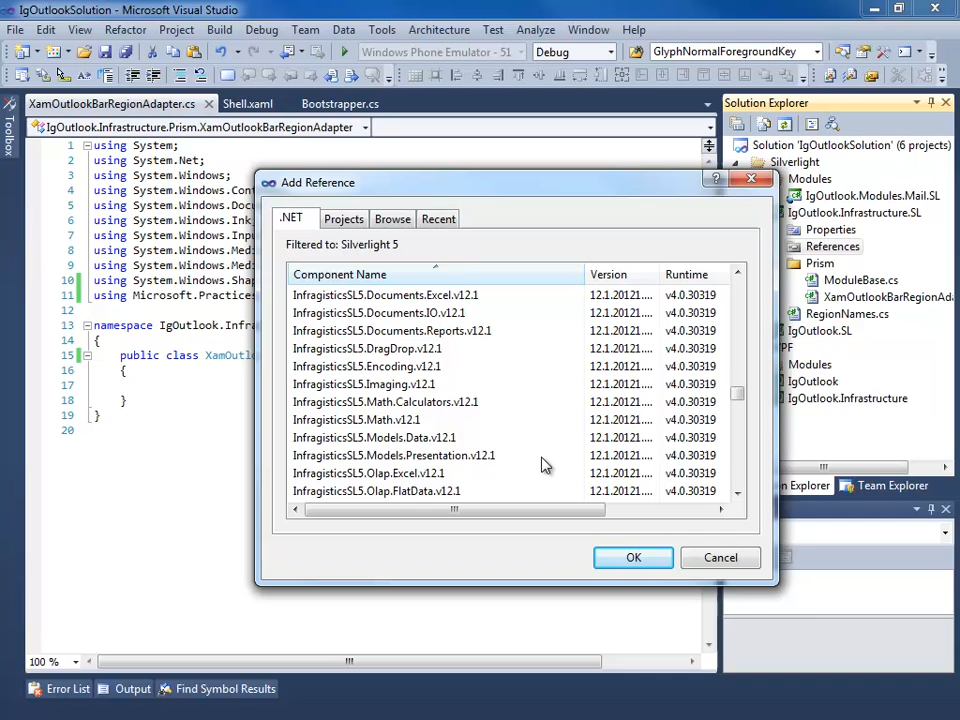 IgOutlookSolution - Microsoft Visual Studio
File Edit View Refactor Project Build Debug Team Data Tools Architecture Test Analyze Window Help
Windows Phone Emulator - 51 Debug GlyphNormalForegroundKey
XamOutlookBarRegionAdapter.cs Shell.xaml Bootstrapper.cs
IgOutlook.Infrastructure.Prism.XamOutlookBarRegionAdapter
Toolbox
1 using System;
2 using System.Net;
3 using System.Windows;
4 using System.Windows.Cont
5 using System.Windows.Docu
6 using System.Windows.Ink
7 using System.Windows.Inpu
8 using System.Windows.Medi
9 using System.Windows.Medi
10 using System.Windows.Shap
11 using Microsoft.Practices
12
13 namespace IgOutlook.Infra
14 {
15 public class XamOutlo
16 {
17
18 }
19 }
20
100 %
Add Reference
.NET Projects Browse Recent
Filtered to: Silverlight 5
Component Name Version Runtime
InfragisticsSL5.Documents.Excel.v12.1 12.1.20121.... v4.0.30319
InfragisticsSL5.Documents.IO.v12.1 12.1.20121.... v4.0.30319
InfragisticsSL5.Documents.Reports.v12.1 12.1.20121.... v4.0.30319
InfragisticsSL5.DragDrop.v12.1 12.1.20121.... v4.0.30319
InfragisticsSL5.Encoding.v12.1 12.1.20121.... v4.0.30319
InfragisticsSL5.Imaging.v12.1 12.1.20121.... v4.0.30319
InfragisticsSL5.Math.Calculators.v12.1 12.1.20121.... v4.0.30319
InfragisticsSL5.Math.v12.1 12.1.20121.... v4.0.30319
InfragisticsSL5.Models.Data.v12.1 12.1.20121.... v4.0.30319
InfragisticsSL5.Models.Presentation.v12.1 12.1.20121.... v4.0.30319
InfragisticsSL5.Olap.Excel.v12.1 12.1.20121.... v4.0.30319
InfragisticsSL5.Olap.FlatData.v12.1 12.1.20121.... v4.0.30319
OK Cancel
Solution Explorer
Solution 'IgOutlookSolution' (6 projects)
Silverlight
Modules
IgOutlook.Modules.Mail.SL
IgOutlook.Infrastructure.SL
Properties
References
Prism
ModuleBase.cs
XamOutlookBarRegionAda
RegionNames.cs
IgOutlook.SL
PF
IgOutlook
IgOutlook.Infrastructure
on Explorer Team Explorer
Error List Output Find Symbol Results